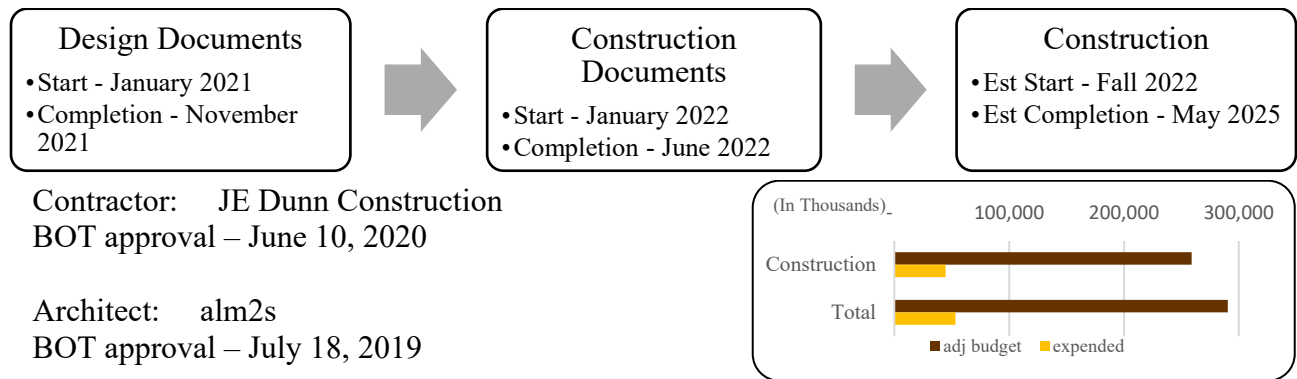 Design Documents
•Start - January 2021
•Completion - November
2021
Construction
Documents
•Start - January 2022
•Completion - June 2022
Construction
•Est Start - Fall 2022
•Est Completion - May 2025
Contractor: JE Dunn Construction
BOT approval – June 10, 2020
Architect: alm2s
BOT approval – July 18, 2019
(In Thousands) - 100,000 200,000 300,000
Construction
Total
adj budget expended